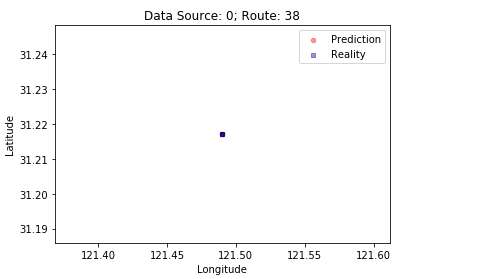 Data Source: 0; Route: 38
Prediction
Reality
31.24
31.23
31.22
31.21
31.20
31.19
Latitude
121.40
121.45
121.50
121.55
121.60
Longitude